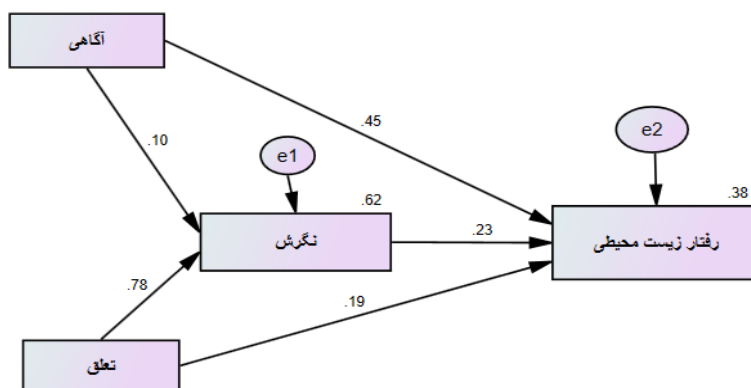 آگاهی
.45
.10
e1
e2
.62
.38
نگرش
.23
رفتار زیست محیطی
.78
.19
تعلق